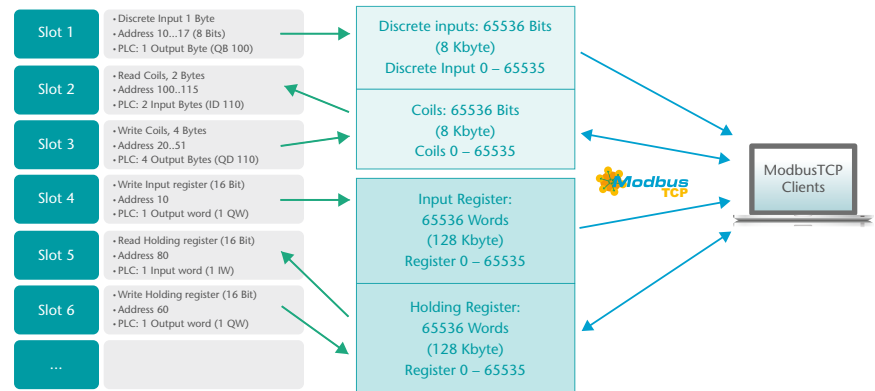 Slot 1
• Discrete Input 1 Byte
• Address 10...17 (8 Bits)
• PLC: 1 Output Byte (QB 100)
Slot 2
• Read Coils, 2 Bytes
• Address 100..115
• PLC: 2 Input Bytes (ID 110)
Slot 3
• Write Coils, 4 Bytes
• Address 20..51
• PLC: 4 Output Bytes (QD 110)
Slot 4
• Write Input register (16 Bit)
• Address 10
• PLC: 1 Output word (1 QW)
Slot 5
• Read Holding register (16 Bit)
• Address 80
• PLC: 1 Input word (1 IW)
Slot 6
• Write Holding register (16 Bit)
• Address 60
• PLC: 1 Output word (1 QW)
...
Discrete inputs: 65536 Bits
(8 Kbyte)
Discrete Input 0 – 65535
Coils: 65536 Bits
(8 Kbyte)
Coils 0 – 65535
Input Register:
65536 Words
(128 Kbyte)
Register 0 – 65535
Holding Register:
65536 Words
(128 Kbyte)
Register 0 – 65535
Modbus
TCP
ModbusTCP
Clients